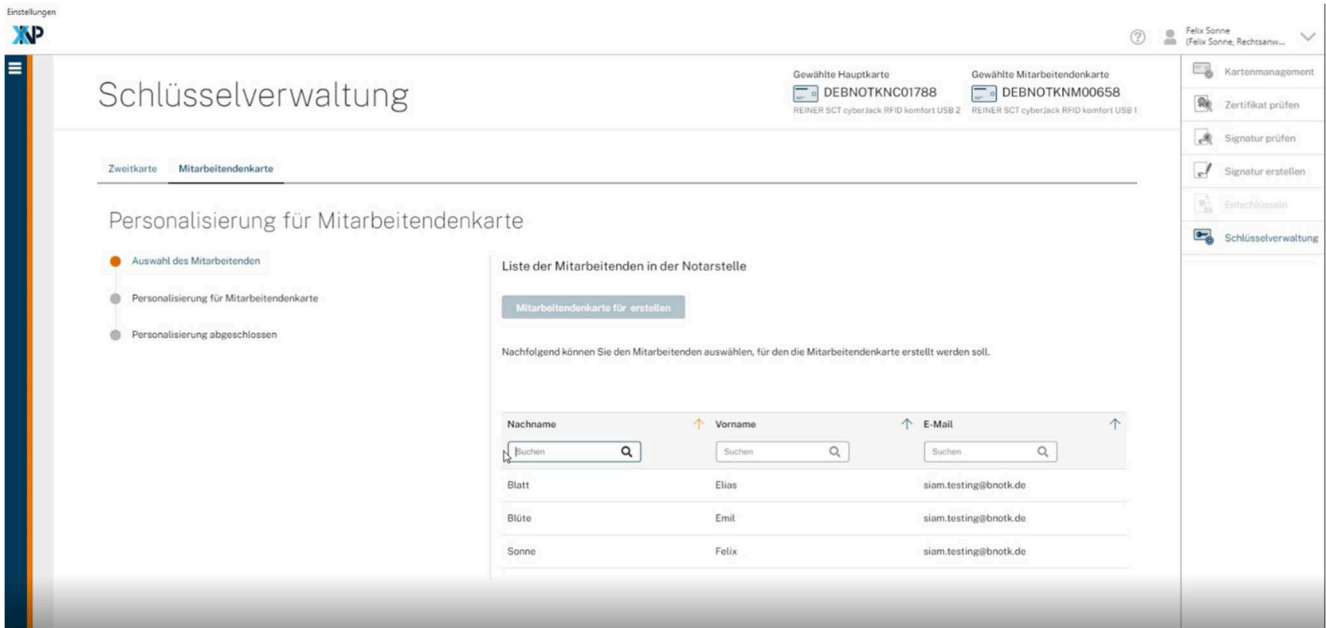 Einstellungen
XNP
Felix Sonne
(Felix Sonne, Rechtsanw...
Schlüsselverwaltung
Gewählte Hauptkarte
DEBNOTKNC01788
REINER SCT cyberJack RFID komfort USB 2
Gewählte Mitarbeitendenkarte
DEBNOTKNM00658
REINER SCT cyberJack RFID komfort USB 1
Kartenmanagement
Zertifikat prüfen
Signatur prüfen
Signatur erstellen
Entschlüsseln
Schlüsselverwaltung
Zweitkarte Mitarbeitendenkarte
Personalisierung für Mitarbeitendenkarte
Auswahl des Mitarbeitenden
Personalisierung für Mitarbeitendenkarte
Personalisierung abgeschlossen
Liste der Mitarbeitenden in der Notarstelle
Mitarbeitendenkarte für erstellen
Nachfolgend können Sie den Mitarbeitenden auswählen, für den die Mitarbeitendenkarte erstellt werden soll.
Nachname Vorname E-Mail
Suchen Suchen Suchen
Blatt Elias siam.testing@bnotk.de
Blüte Emil siam.testing@bnotk.de
Sonne Felix siam.testing@bnotk.de